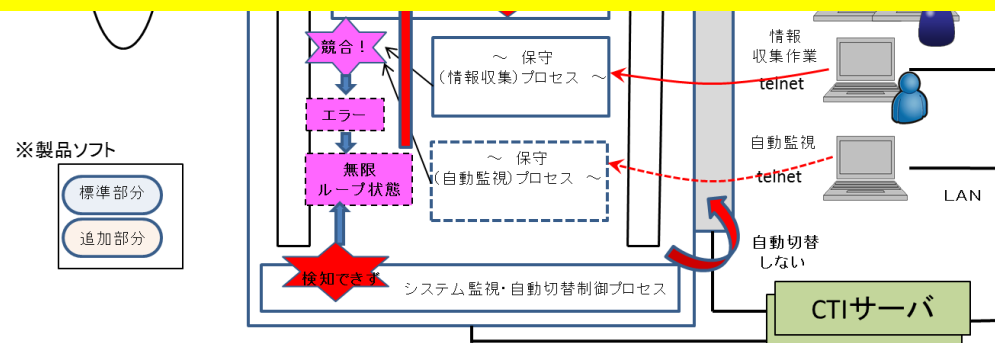 競合！
エラー
無限
ループ状態
～　保守
（情報収集）プロセス　～
～　保守
（自動監視）プロセス　～
情報
収集作業
telnet
自動監視
telnet
LAN
※製品ソフト
標準部分
追加部分
検知できず
システム監視・自動切替制御プロセス
自動切替
しない
CTIサーバ